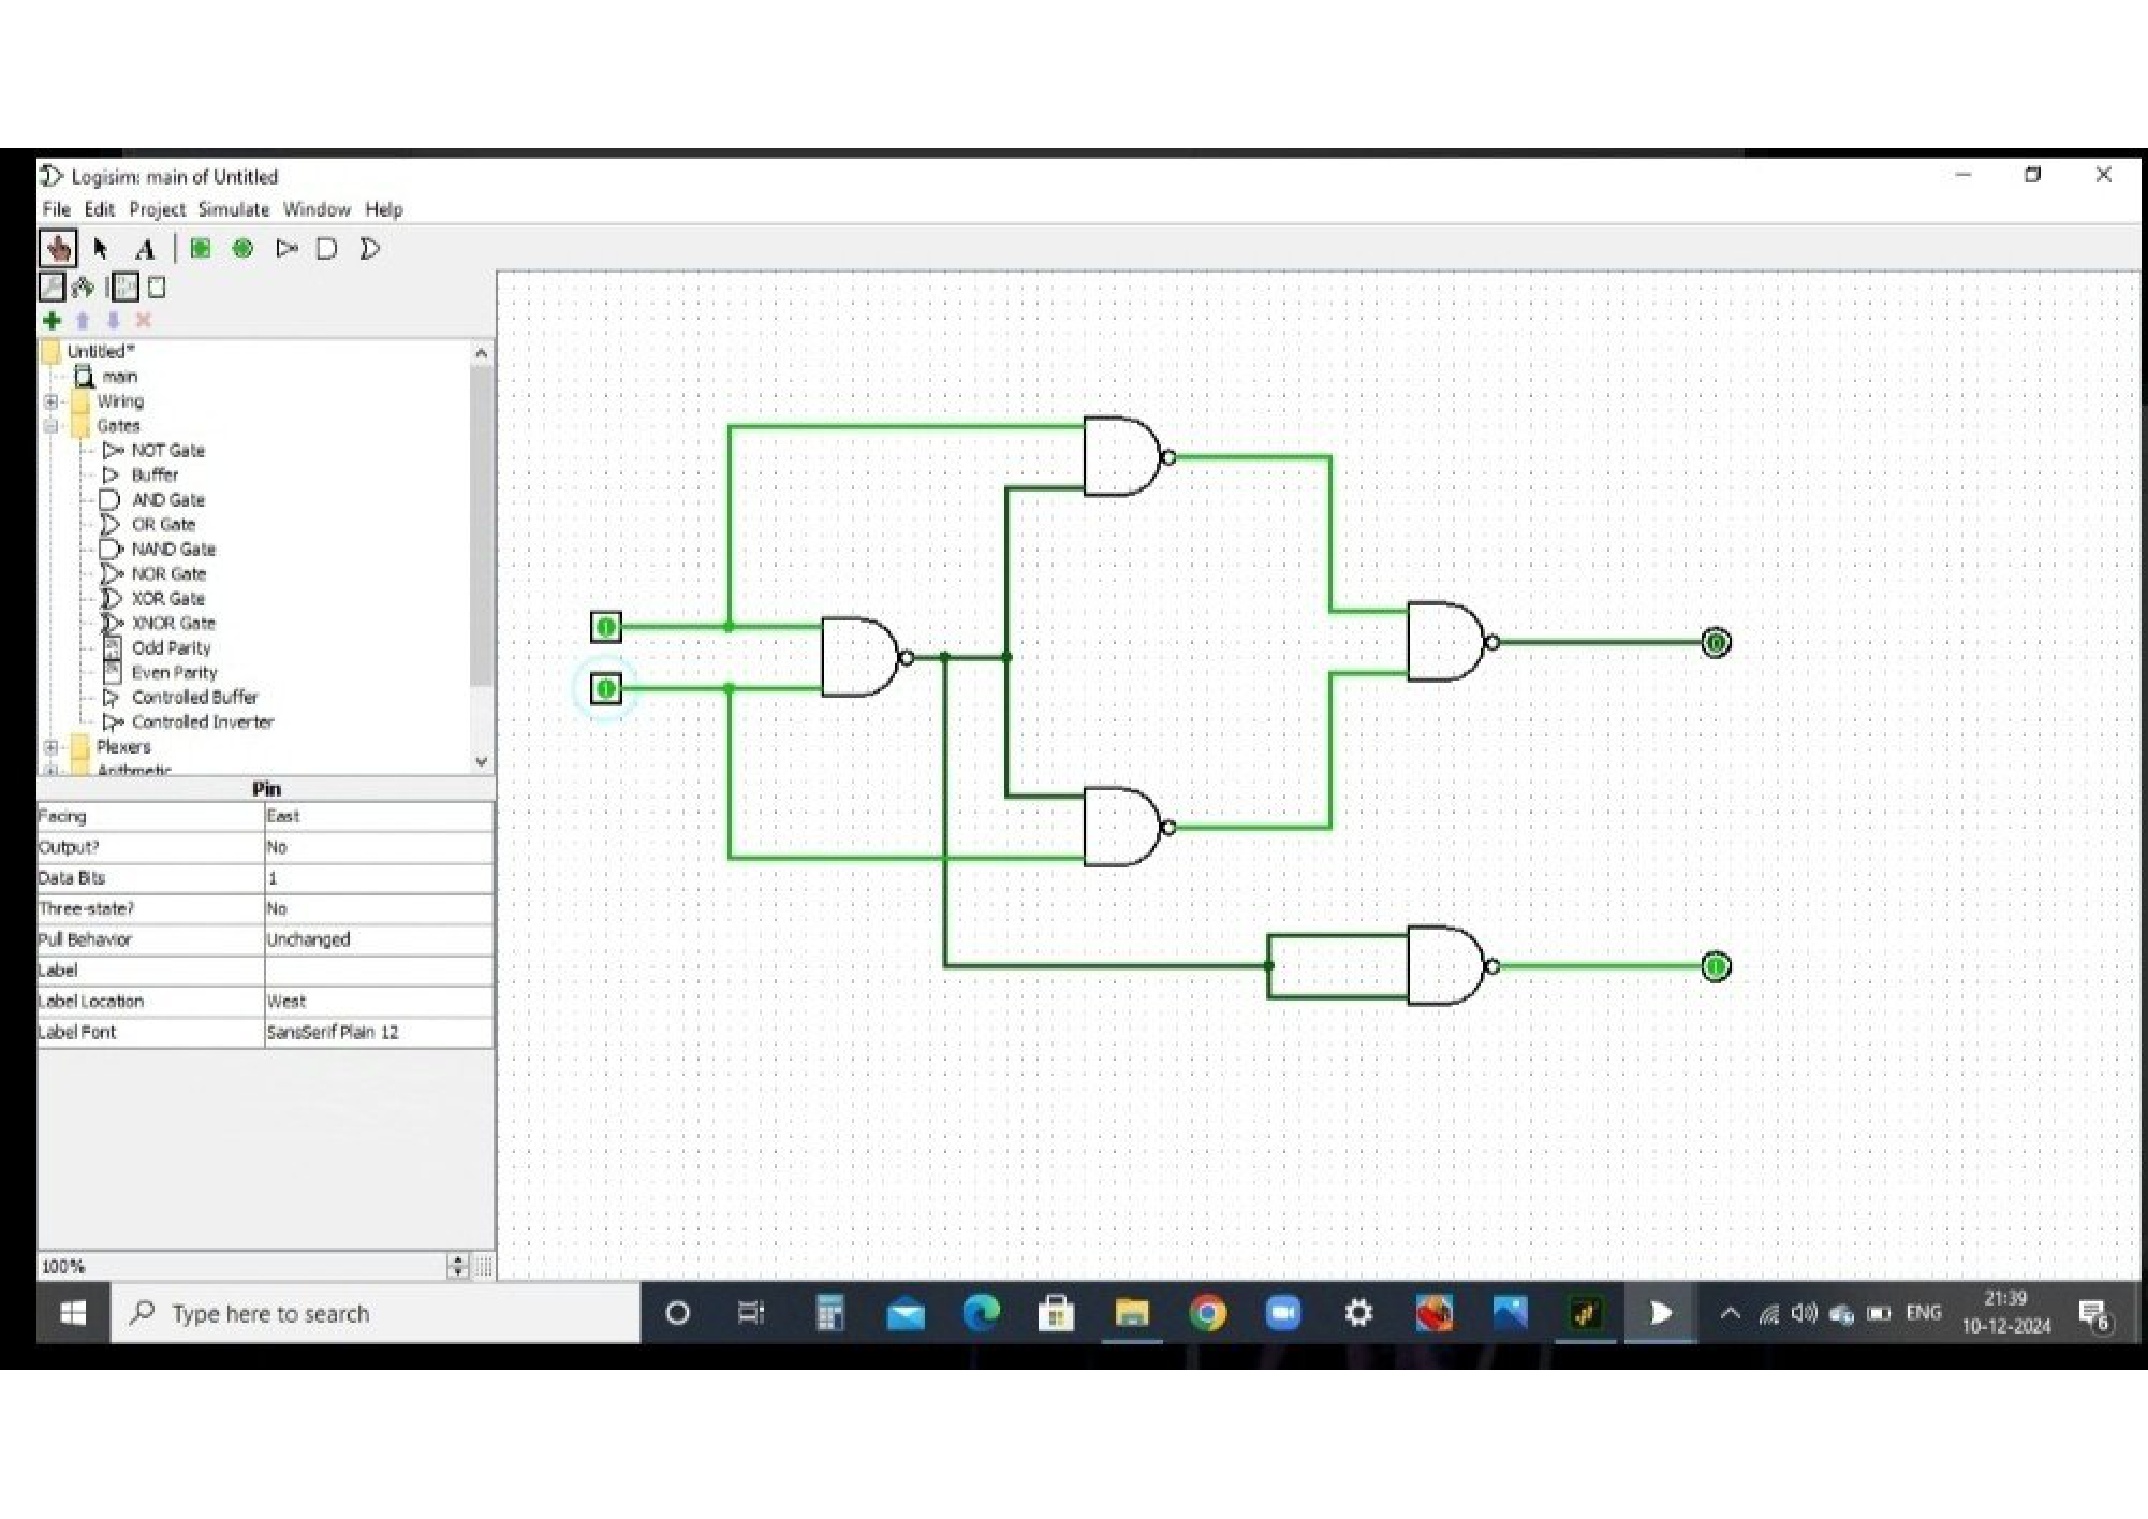 Logisim: main of Untitled
File Edit Project Simulate Window Help
A
Untitled*
main
Wiring
Gates
NOT Gate
Buffer
AND Gate
OR Gate
NAND Gate
NOR Gate
XOR Gate
XNOR Gate
Odd Parity
Even Parity
Controlled Buffer
Controlled Inverter
Plexers
Arithmetic
Pin
Facing East
Output? No
Data Bits 1
Three-state? No
Pull Behavior Unchanged
Label
Label Location West
Label Font SansSerif Plain 12
100%
1
1
0
1
Type here to search
ENG
21:39
10-12-2024
6